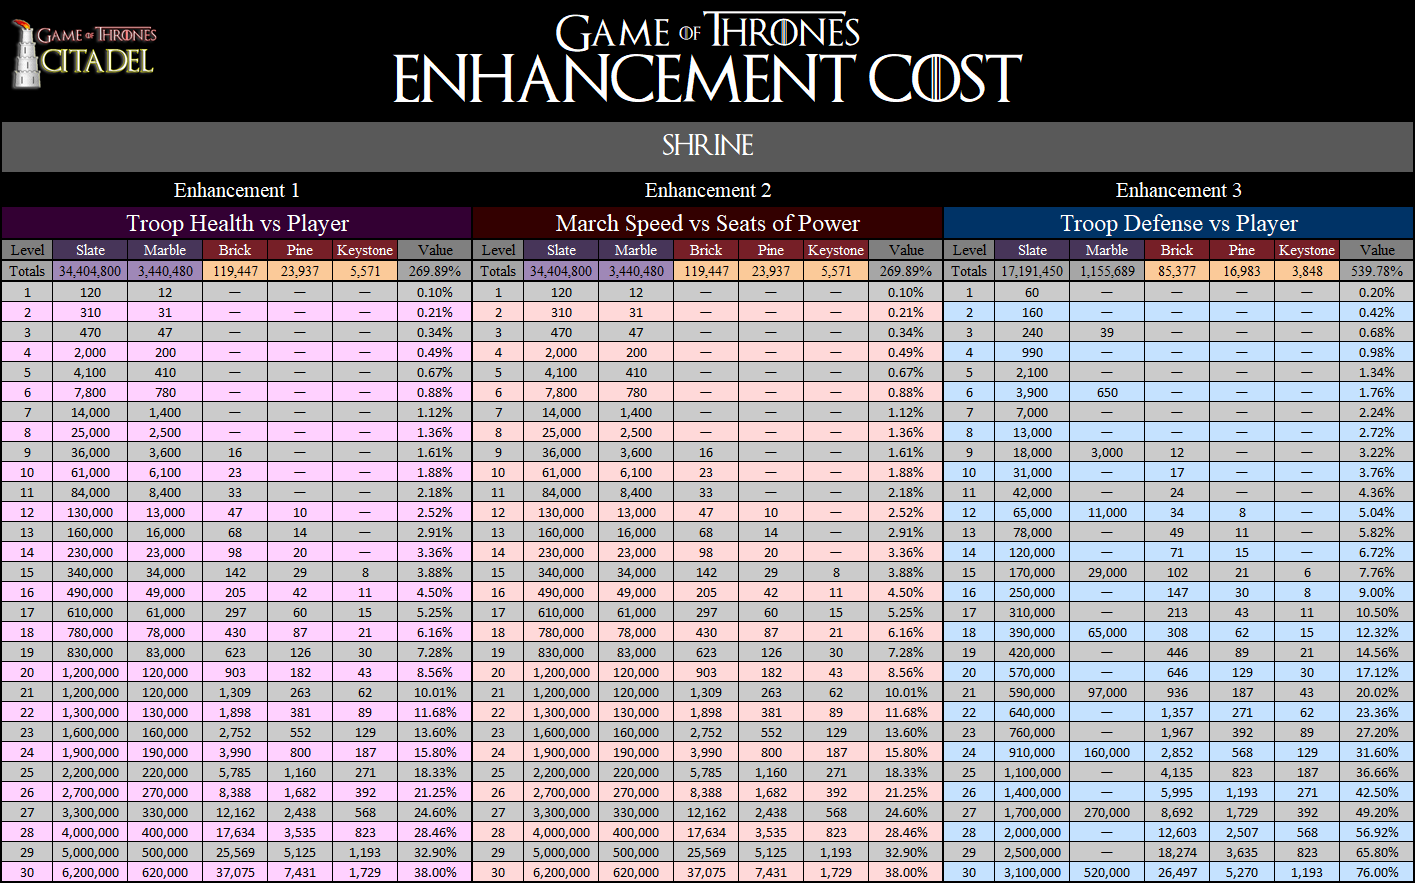 GAME OF THRONES
CITADEL
GAME OF THRONES
ENHANCEMENT COST
SHRINE
Enhancement 1 Enhancement 2 Enhancement 3
Troop Health vs Player March Speed vs Seats of Power Troop Defense vs Player
Level Slate Marble Brick Pine Keystone Value Level Slate Marble Brick Pine Keystone Value Level Slate Marble Brick Pine Keystone Value
Totals 34,404,800 3,440,480 119,447 23,937 5,571 269.89% Totals 34,404,800 3,440,480 119,447 23,937 5,571 269.89% Totals 17,191,450 1,155,689 85,377 16,983 3,848 539.78%
1 120 12 — — — 0.10% 1 120 12 — — — 0.10% 1 60 — — — — 0.20%
2 310 31 — — — 0.21% 2 310 31 — — — 0.21% 2 160 — — — — 0.42%
3 470 47 — — — 0.34% 3 470 47 — — — 0.34% 3 240 39 — — — 0.68%
4 2,000 200 — — — 0.49% 4 2,000 200 — — — 0.49% 4 990 — — — — 0.98%
5 4,100 410 — — — 0.67% 5 4,100 410 — — — 0.67% 5 2,100 — — — — 1.34%
6 7,800 780 — — — 0.88% 6 7,800 780 — — — 0.88% 6 3,900 650 — — — 1.76%
7 14,000 1,400 — — — 1.12% 7 14,000 1,400 — — — 1.12% 7 7,000 — — — — 2.24%
8 25,000 2,500 — — — 1.36% 8 25,000 2,500 — — — 1.36% 8 13,000 — — — — 2.72%
9 36,000 3,600 16 — — 1.61% 9 36,000 3,600 16 — — 1.61% 9 18,000 3,000 12 — — 3.22%
10 61,000 6,100 23 — — 1.88% 10 61,000 6,100 23 — — 1.88% 10 31,000 — 17 — — 3.76%
11 84,000 8,400 33 — — 2.18% 11 84,000 8,400 33 — — 2.18% 11 42,000 — 24 — — 4.36%
12 130,000 13,000 47 10 — 2.52% 12 130,000 13,000 47 10 — 2.52% 12 65,000 11,000 34 8 — 5.04%
13 160,000 16,000 68 14 — 2.91% 13 160,000 16,000 68 14 — 2.91% 13 78,000 — 49 11 — 5.82%
14 230,000 23,000 98 20 — 3.36% 14 230,000 23,000 98 20 — 3.36% 14 120,000 — 71 15 — 6.72%
15 340,000 34,000 142 29 8 3.88% 15 340,000 34,000 142 29 8 3.88% 15 170,000 29,000 102 21 6 7.76%
16 490,000 49,000 205 42 11 4.50% 16 490,000 49,000 205 42 11 4.50% 16 250,000 — 147 30 8 9.00%
17 610,000 61,000 297 60 15 5.25% 17 610,000 61,000 297 60 15 5.25% 17 310,000 — 213 43 11 10.50%
18 780,000 78,000 430 87 21 6.16% 18 780,000 78,000 430 87 21 6.16% 18 390,000 65,000 308 62 15 12.32%
19 830,000 83,000 623 126 30 7.28% 19 830,000 83,000 623 126 30 7.28% 19 420,000 — 446 89 21 14.56%
20 1,200,000 120,000 903 182 43 8.56% 20 1,200,000 120,000 903 182 43 8.56% 20 570,000 — 646 129 30 17.12%
21 1,200,000 120,000 1,309 263 62 10.01% 21 1,200,000 120,000 1,309 263 62 10.01% 21 590,000 97,000 936 187 43 20.02%
22 1,300,000 130,000 1,898 381 89 11.68% 22 1,300,000 130,000 1,898 381 89 11.68% 22 640,000 — 1,357 271 62 23.36%
23 1,600,000 160,000 2,752 552 129 13.60% 23 1,600,000 160,000 2,752 552 129 13.60% 23 760,000 — 1,967 392 89 27.20%
24 1,900,000 190,000 3,990 800 187 15.80% 24 1,900,000 190,000 3,990 800 187 15.80% 24 910,000 160,000 2,852 568 129 31.60%
25 2,200,000 220,000 5,785 1,160 271 18.33% 25 2,200,000 220,000 5,785 1,160 271 18.33% 25 1,100,000 — 4,135 823 187 36.66%
26 2,700,000 270,000 8,388 1,682 392 21.25% 26 2,700,000 270,000 8,388 1,682 392 21.25% 26 1,400,000 — 5,995 1,193 271 42.50%
27 3,300,000 330,000 12,162 2,438 568 24.60% 27 3,300,000 330,000 12,162 2,438 568 24.60% 27 1,700,000 270,000 8,692 1,729 392 49.20%
28 4,000,000 400,000 17,634 3,535 823 28.46% 28 4,000,000 400,000 17,634 3,535 823 28.46% 28 2,000,000 — 12,603 2,507 568 56.92%
29 5,000,000 500,000 25,569 5,125 1,193 32.90% 29 5,000,000 500,000 25,569 5,125 1,193 32.90% 29 2,500,000 — 18,274 3,635 823 65.80%
30 6,200,000 620,000 37,075 7,431 1,729 38.00% 30 6,200,000 620,000 37,075 7,431 1,729 38.00% 30 3,100,000 520,000 26,497 5,270 1,193 76.00%